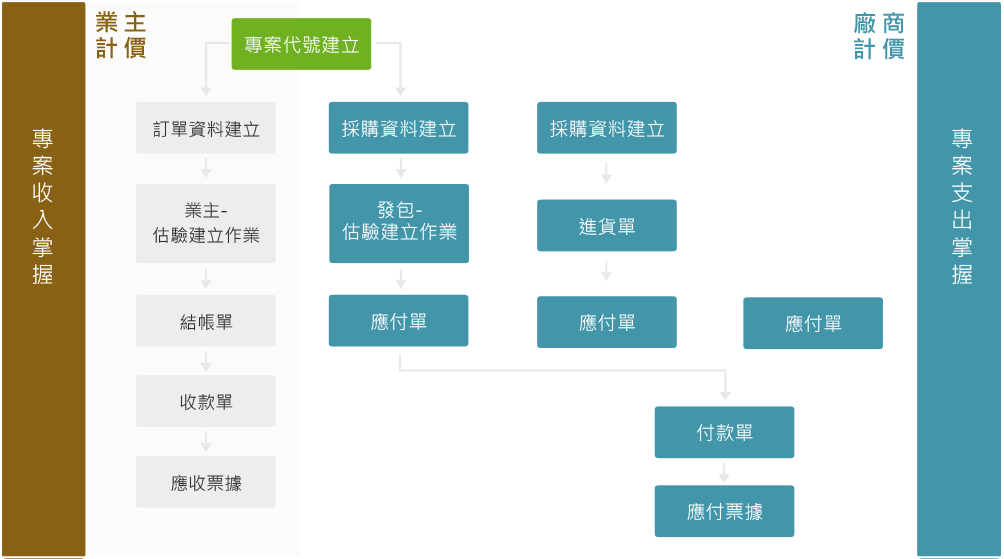 專案收入掌握
業主
計價
專案代號建立
訂單資料建立
業主-
估驗建立作業
結帳單
收款單
應收票據
採購資料建立
發包-
估驗建立作業
應付單
採購資料建立
進貨單
應付單
應付單
付款單
應付票據
廠商
計價
專案支出掌握